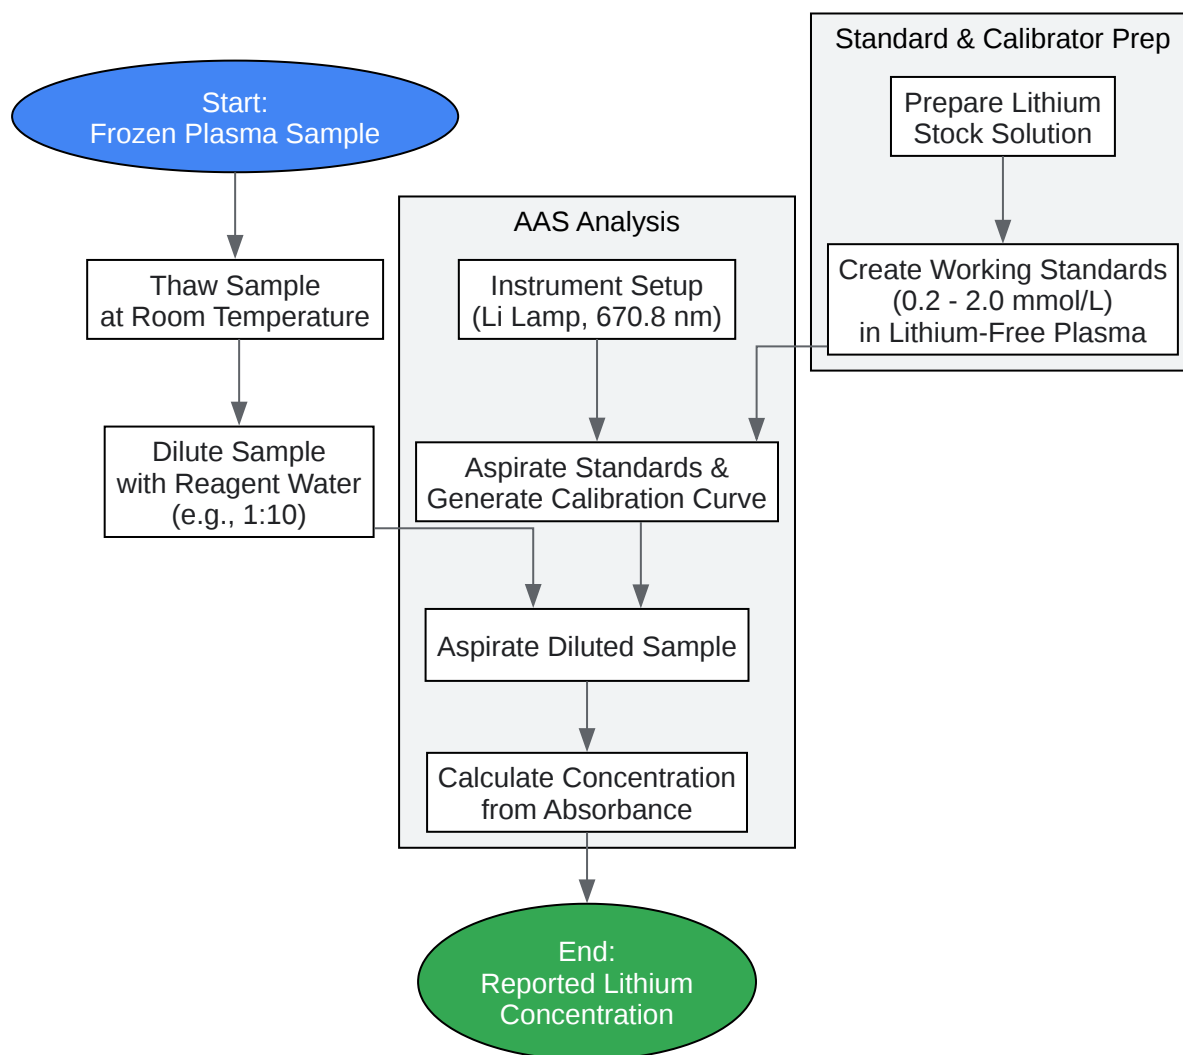 Standard & Calibrator Prep
Start:
Frozen Plasma Sample
Prepare Lithium
Stock Solution
AAS Analysis
Thaw Sample
at Room Temperature
Instrument Setup
(Li Lamp, 670.8 nm)
Create Working Standards
(0.2 - 2.0 mmol/L)
in Lithium-Free Plasma
Dilute Sample
with Reagent Water
(e.g., 1:10)
Aspirate Standards &
Generate Calibration Curve
Aspirate Diluted Sample
Calculate Concentration
from Absorbance
End:
Reported Lithium
Concentration